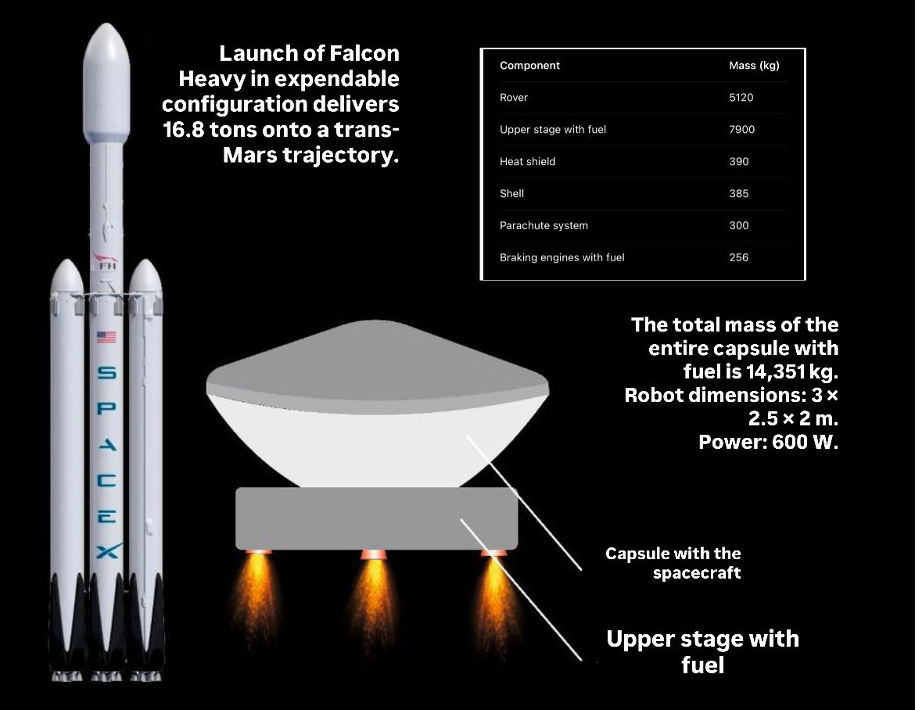 Launch of Falcon
Heavy in expendable
configuration delivers
16.8 tons onto a trans-
Mars trajectory.
Component Mass (kg)
Rover 5120
Upper stage with fuel 7900
Heat shield 390
Shell 385
Parachute system 300
Braking engines with fuel 256
FH
SPACEX
The total mass of the
entire capsule with
fuel is 14,351 kg.
Robot dimensions: 3 ×
2.5 × 2 m.
Power: 600 W.
Capsule with the
spacecraft
Upper stage with
fuel